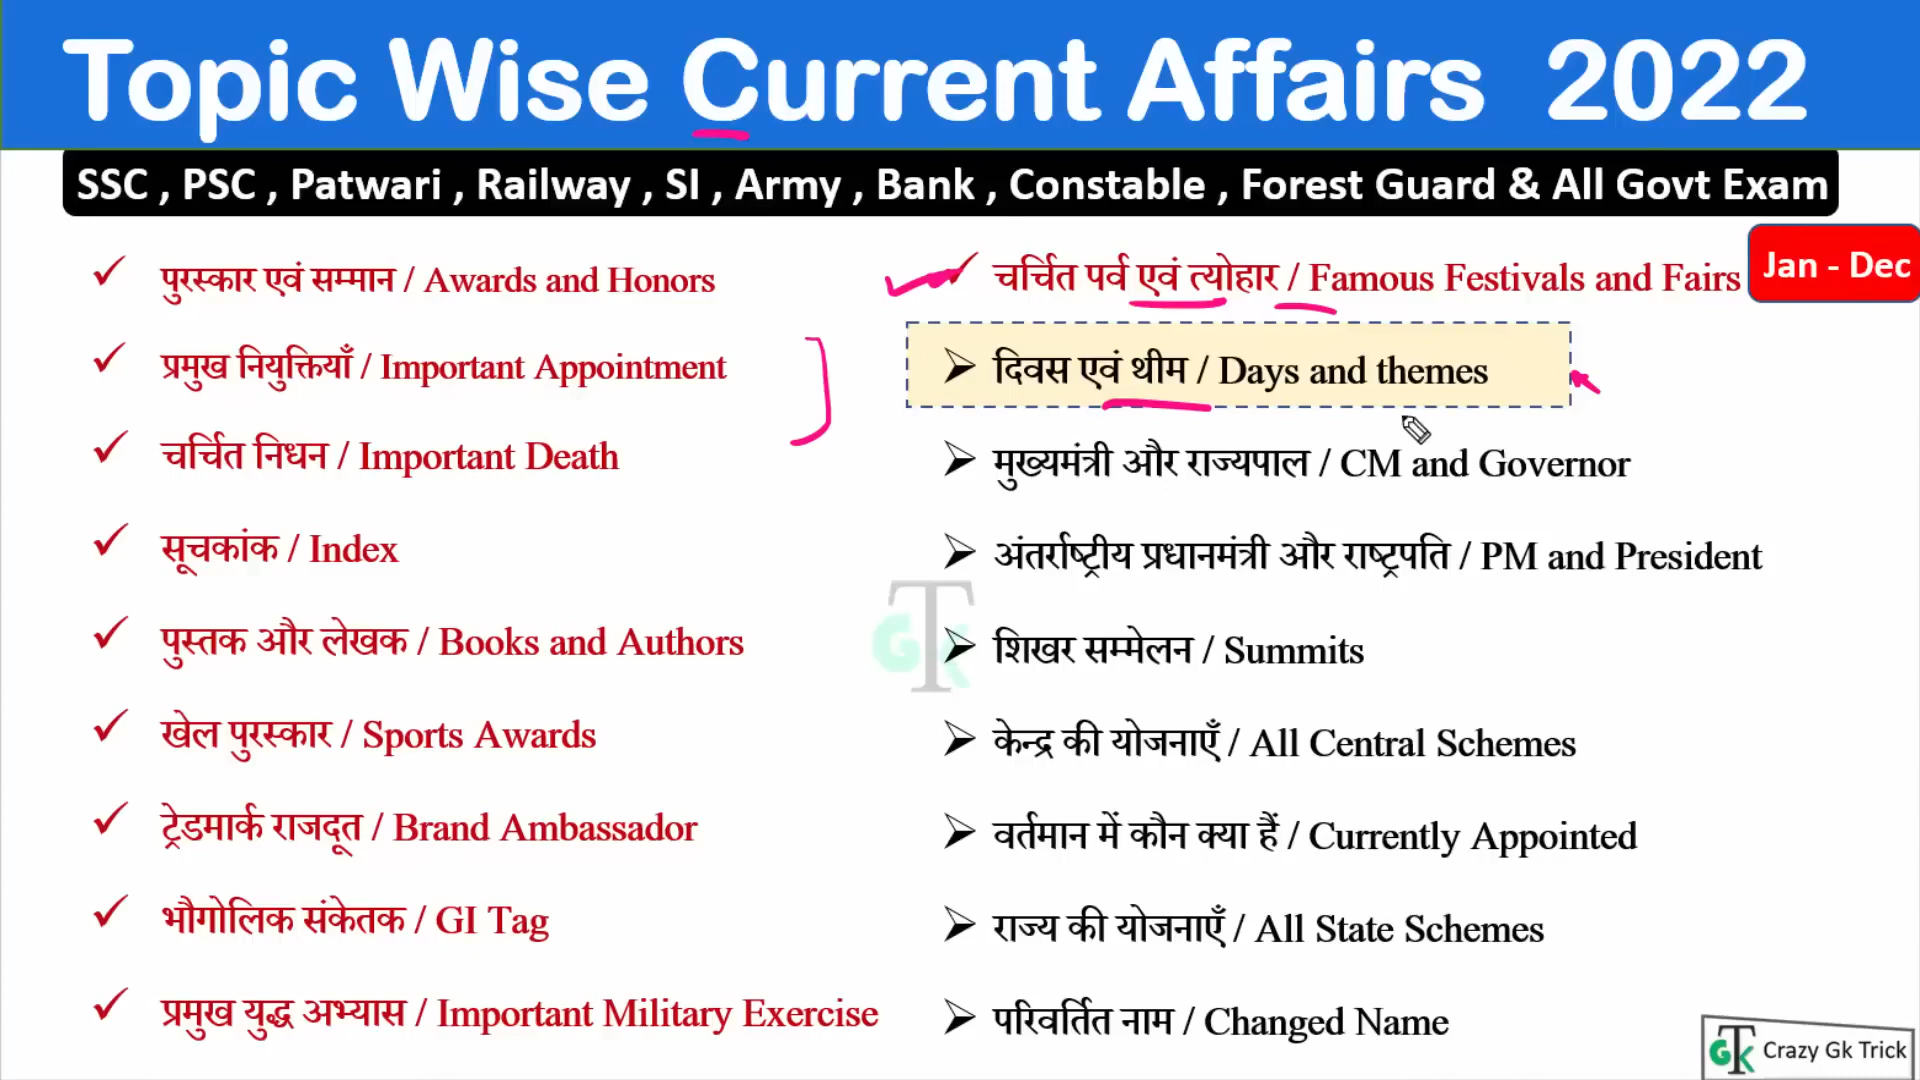 Topic Wise Current Affairs 2022
SSC , PSC , Patwari , Railway , SI , Army , Bank , Constable , Forest Guard & All Govt Exam
Jan - Dec
पुरस्कार एवं सम्मान / Awards and Honors
प्रमुख नियुक्तियाँ / Important Appointment
चर्चित निधन / Important Death
सूचकांक / Index
पुस्तक और लेखक / Books and Authors
खेल पुरस्कार / Sports Awards
ट्रेडमार्क राजदूत / Brand Ambassador
भौगोलिक संकेतक / GI Tag
प्रमुख युद्ध अभ्यास / Important Military Exercise
चर्चित पर्व एवं त्योहार / Famous Festivals and Fairs
दिवस एवं थीम / Days and themes
मुख्यमंत्री और राज्यपाल / CM and Governor
अंतर्राष्ट्रीय प्रधानमंत्री और राष्ट्रपति / PM and President
शिखर सम्मेलन / Summits
केन्द्र की योजनाएँ / All Central Schemes
वर्तमान में कौन क्या हैं / Currently Appointed
राज्य की योजनाएँ / All State Schemes
परिवर्तित नाम / Changed Name
GTK
GTK Crazy Gk Trick